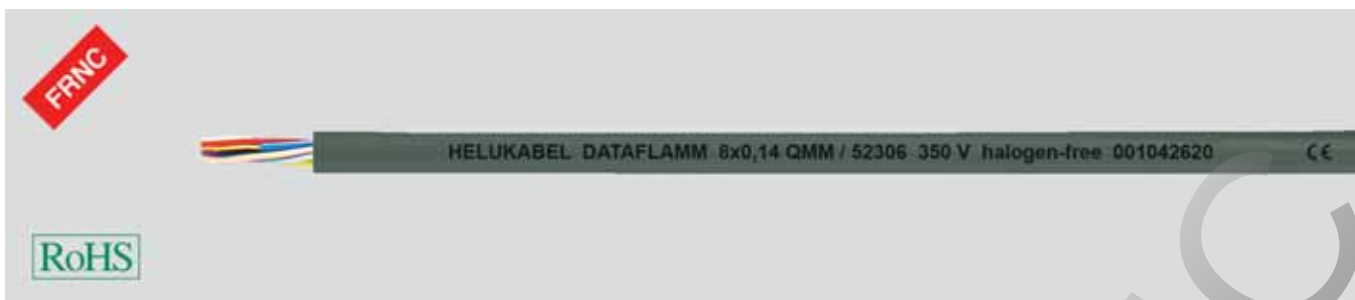 FRNC
HELUKABEL DATAFLAMM 8x0,14 QMM / 52306 350 V halogen-free 001042620 CE
RoHS